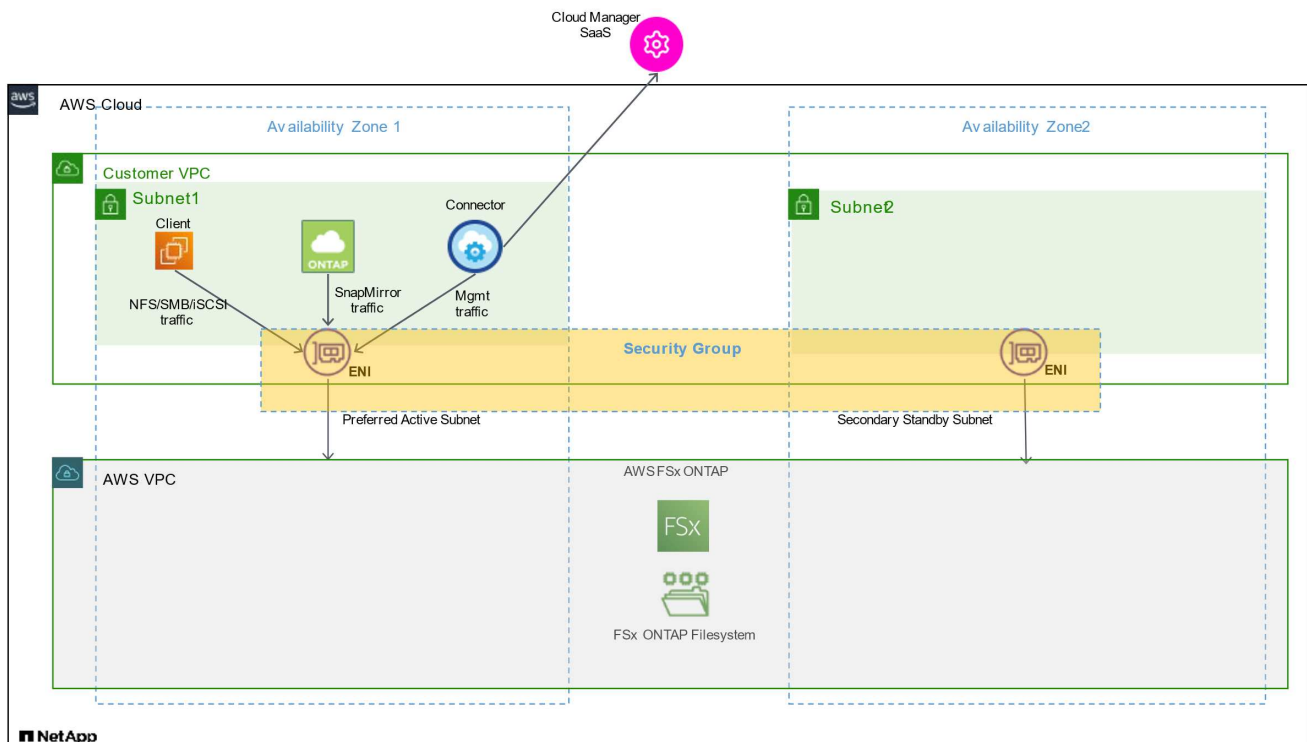 Cloud Manager
SaaS
aws
AWS Cloud
Availability Zone 1
Availability Zone2
Customer VPC
Subnet1
Subnet2
Client
Connector
ONTAP
NFS/SMB/iSCSI
traffic
SnapMirror
traffic
Mgmt
traffic
Security Group
ENI
ENI
Preferred Active Subnet
Secondary Standby Subnet
AWS VPC
AWS FSx ONTAP
FSx
FSx ONTAP Filesystem
NetApp